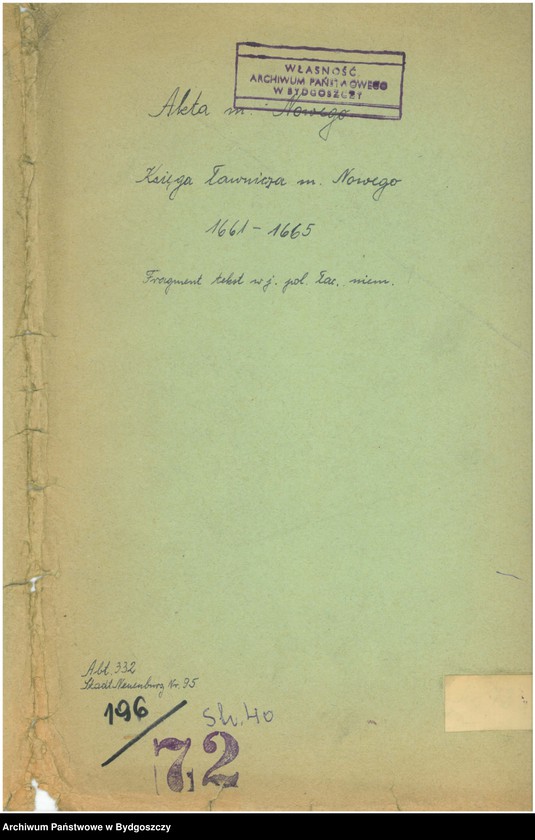 WŁASNOŚĆ
ARCHIWUM PAŃSTWOWEGO
W BYDGOSZCZY
Akta m. Nowego
Księga Ławnicza m. Nowego
1661 - 1665
Fragment tekst w j. pol. łac. niem.
Abt. 332
Stadt Neuenburg Nr. 35
196
Sh. 40
72
Archiwum Państwowe w Bydgoszczy